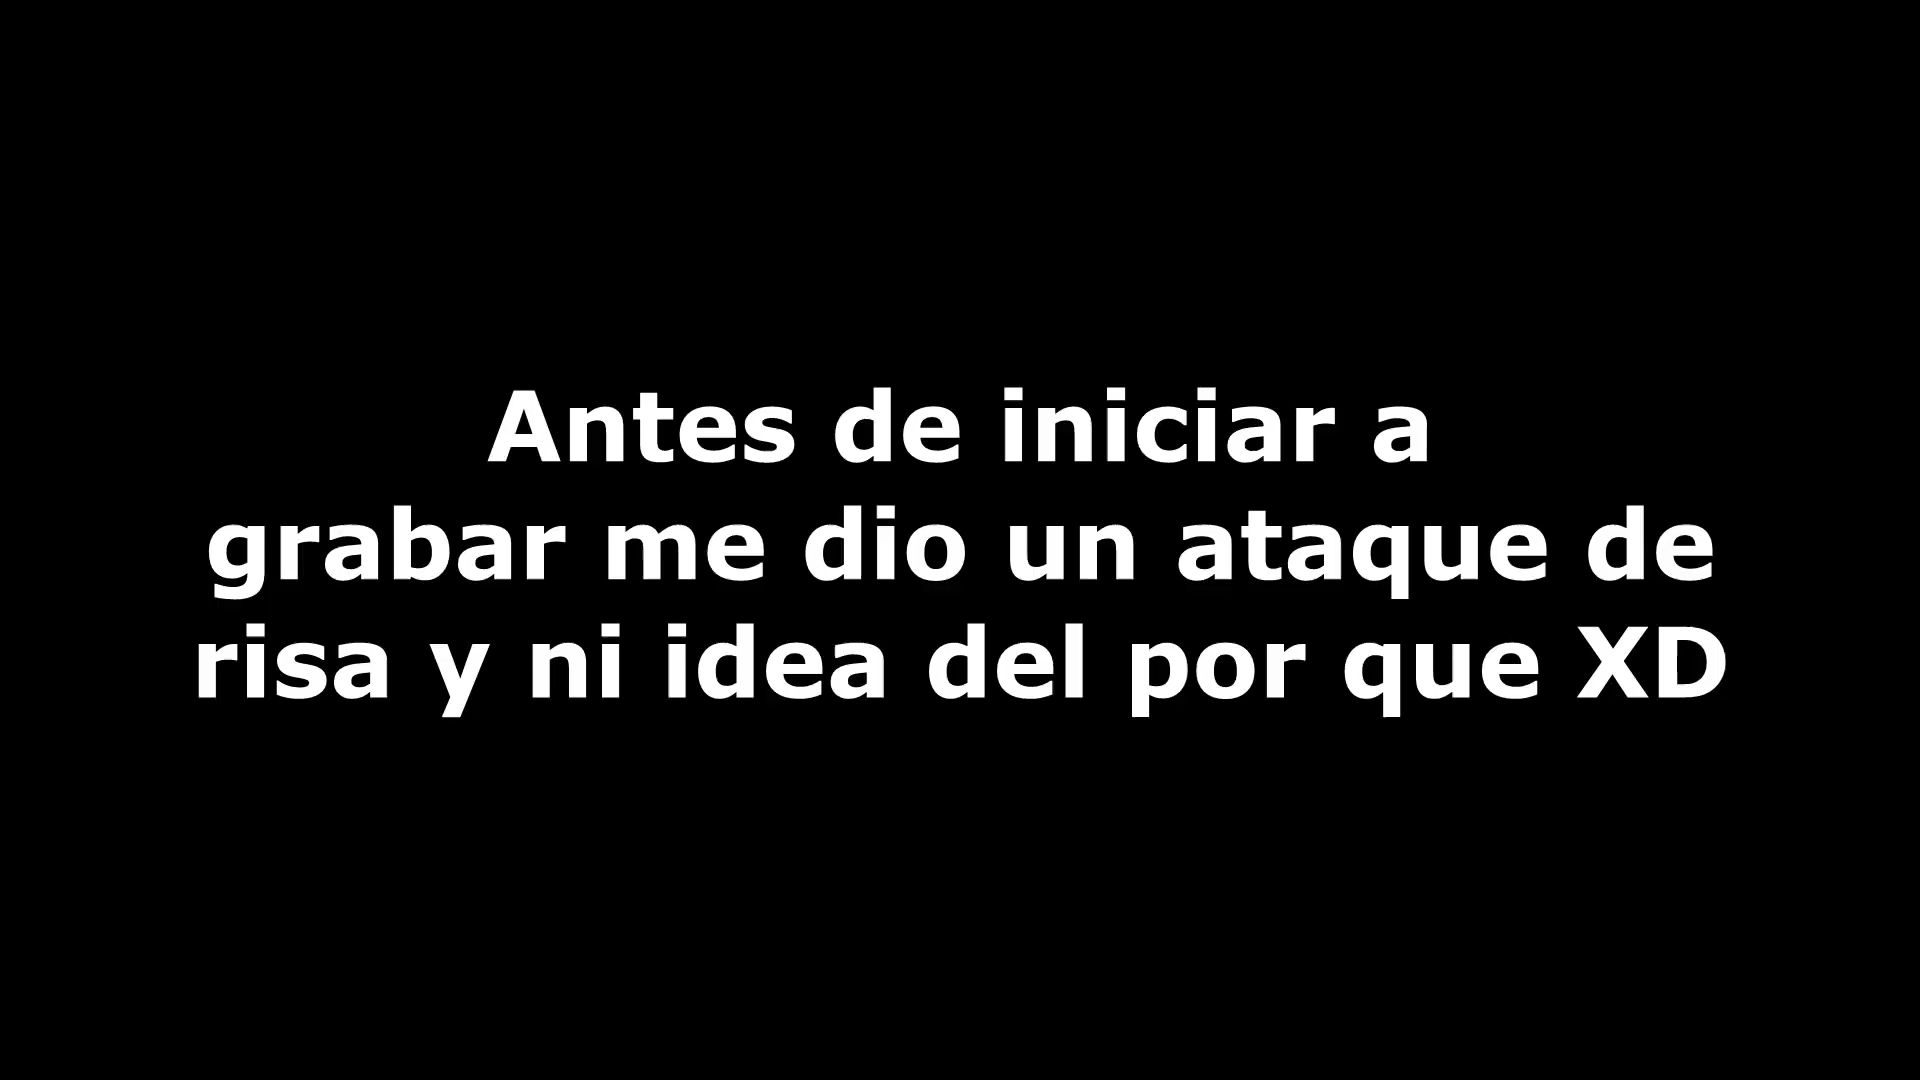 Antes de iniciar a
grabar me dio un ataque de
risa y ni idea del por que XD